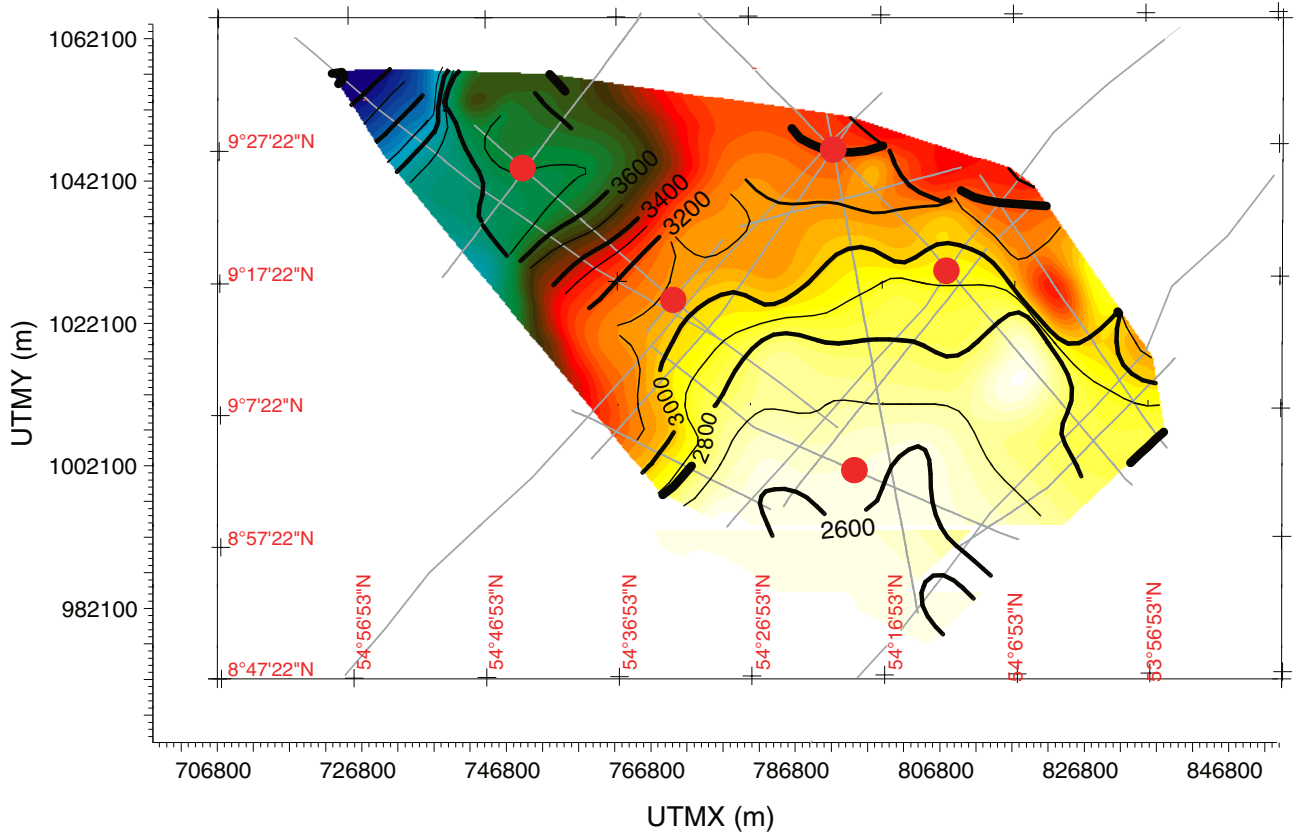 1062100
9°27'22"N
1042100
3600
3400
3200
9°17'22"N
1022100
UTMY (m)
9°7'22"N
3000
2800
1002100
2600
8°57'22"N
982100
8°47'22"N
54°56'53"N
54°46'53"N
54°36'53"N
54°26'53"N
54°16'53"N
54°6'53"N
53°56'53"N
706800
726800
746800
766800
786800
806800
826800
846800
UTMX (m)